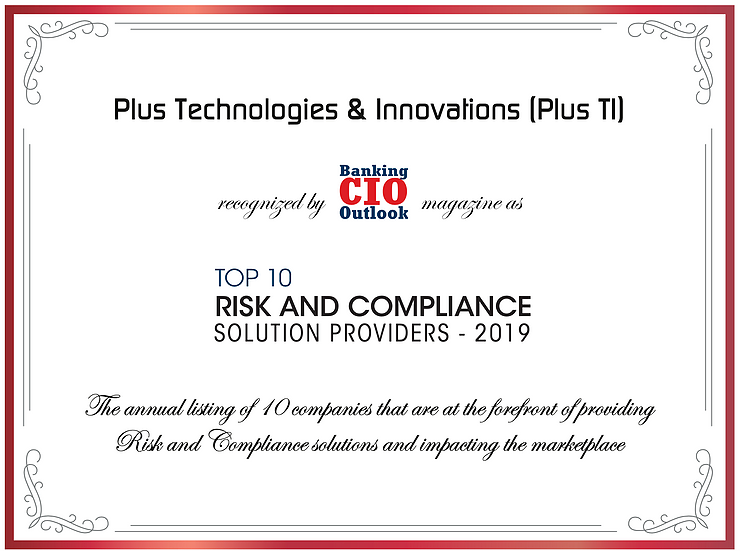 Plus Technologies & Innovations (Plus TI)
recognized by Banking CIO Outlook magazine as
TOP 10
RISK AND COMPLIANCE
SOLUTION PROVIDERS - 2019
The annual listing of 10 companies that are at the forefront of providing
Risk and Compliance solutions and impacting the marketplace